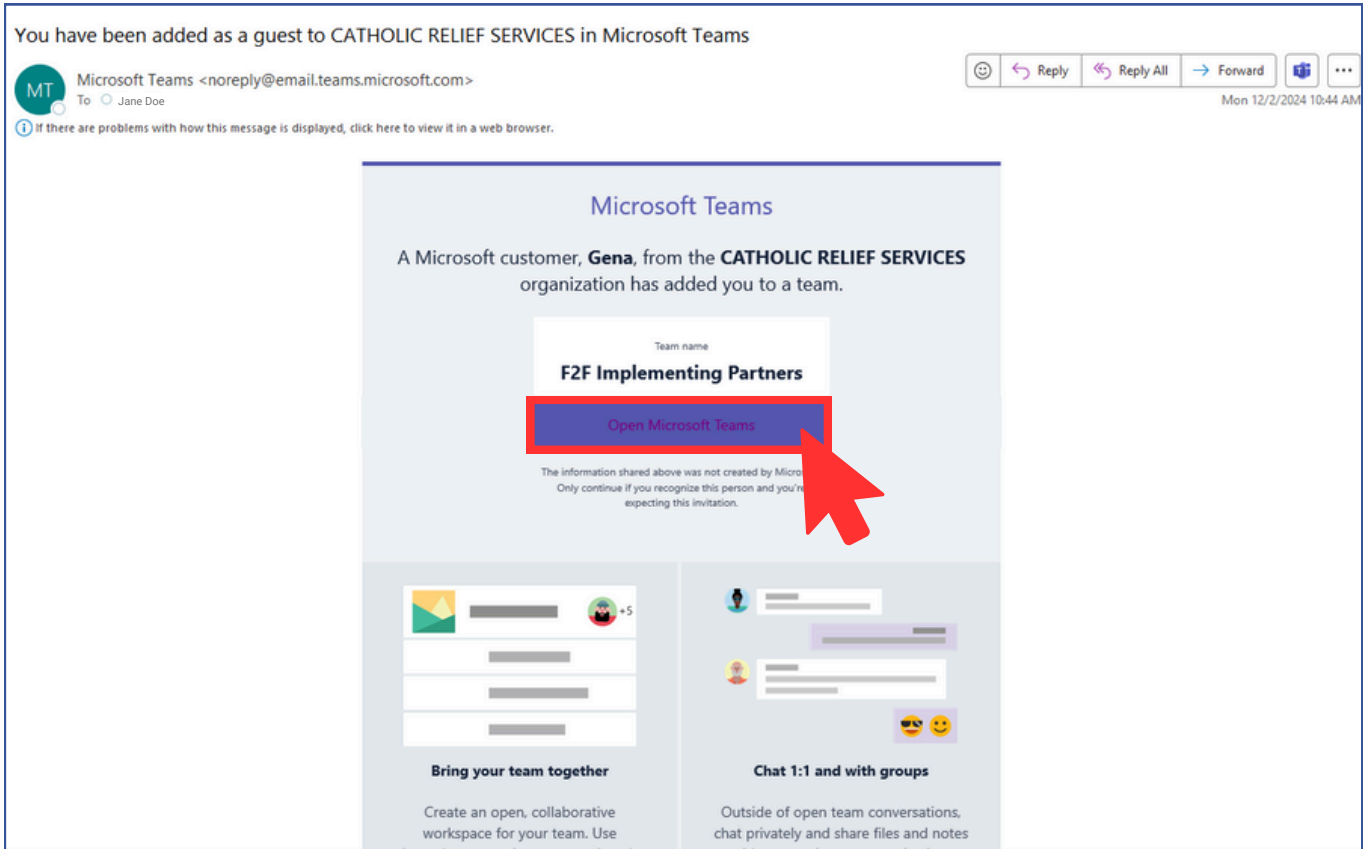 You have been added as a guest to CATHOLIC RELIEF SERVICES in Microsoft Teams
MT
Microsoft Teams <noreply@email.teams.microsoft.com>
To Jane Doe
Reply
Reply All
Forward
Mon 12/2/2024 10:44 AM
If there are problems with how this message is displayed, click here to view it in a web browser.
Microsoft Teams
A Microsoft customer, Gena, from the CATHOLIC RELIEF SERVICES
organization has added you to a team.
Team name
F2F Implementing Partners
Open Microsoft Teams
The information shared above was not created by
Only continue if you recognize this person and
expecting this invitation.
+5
Bring your team together
Create an open, collaborative
workspace for your team. Use
Chat 1:1 and with groups
Outside of open team conversations,
chat privately and share files and notes